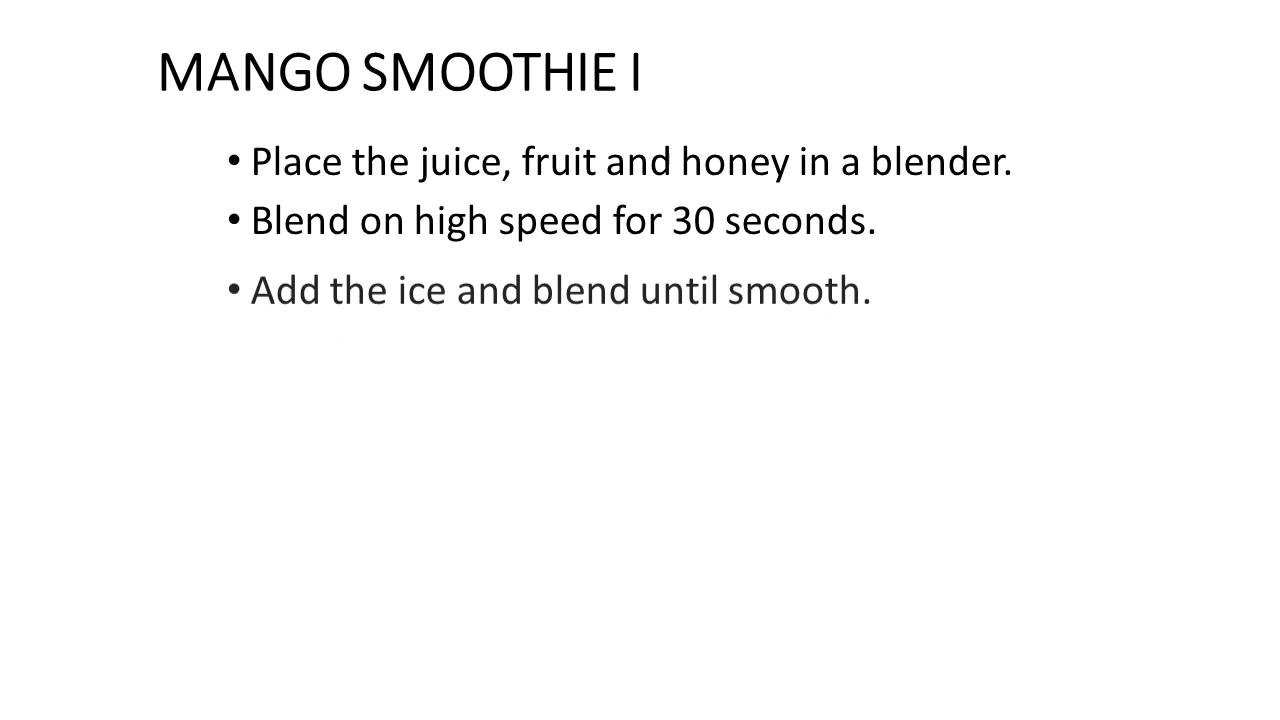 MANGO SMOOTHIE I
• Place the juice, fruit and honey in a blender.
• Blend on high speed for 30 seconds.
• Add the ice and blend until smooth.